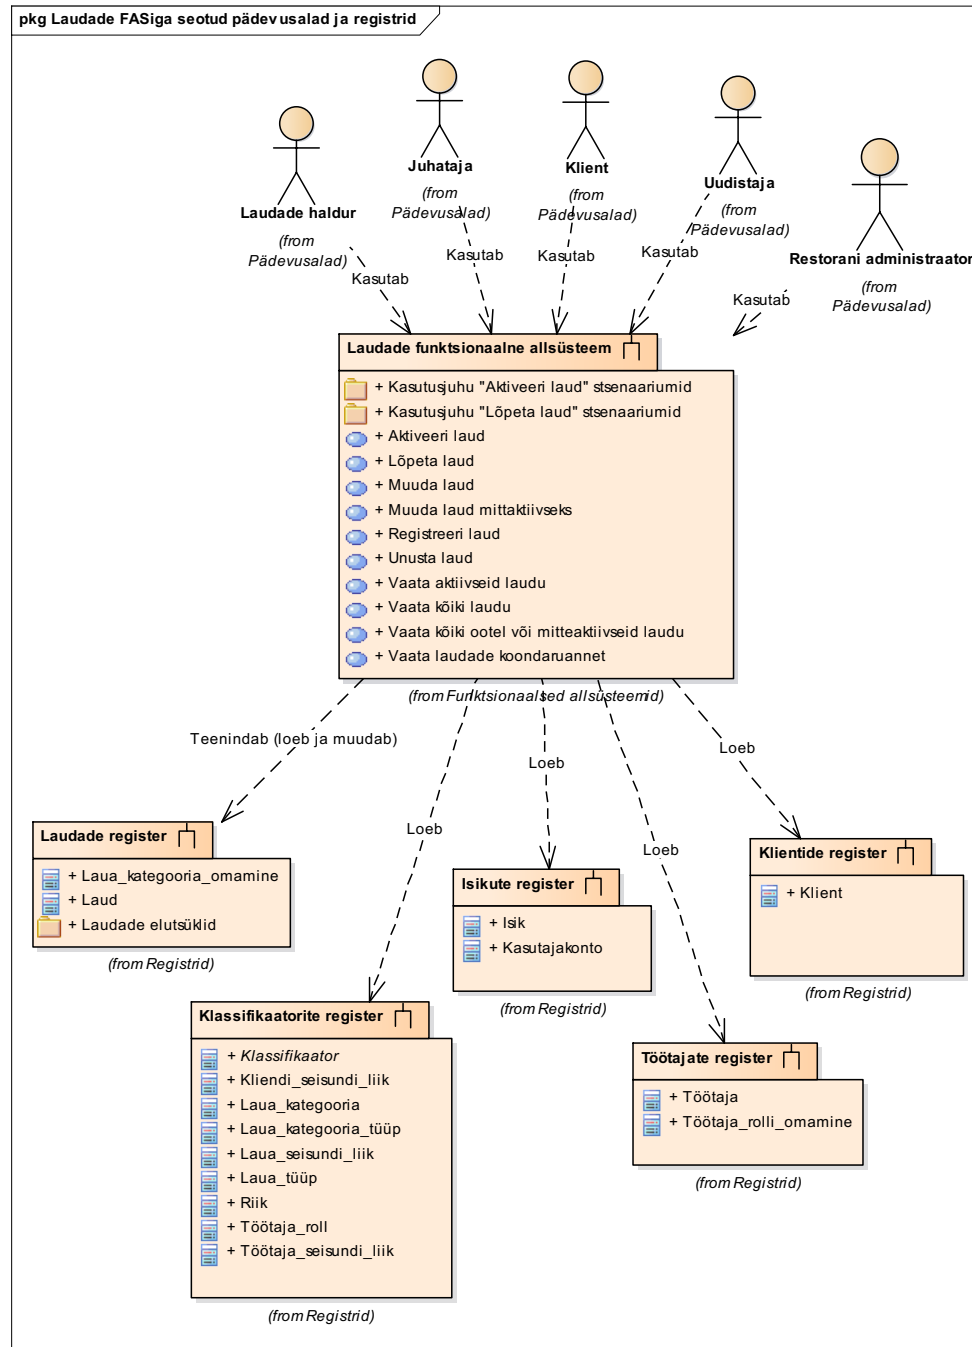 pkg Laudade FASiga seotud pädevusalad ja registrid
Laudade haldur
(from
Pädevusalad)
Juhataja
(from
Pädevusalad)
Klient
(from
Pädevusalad)
Uudistaja
(from
Pädevusalad)
Restorani administraator
(from
Pädevusalad)
Kasutab
Kasutab
Kasutab
Kasutab
Kasutab
Laudade funktsionaalne allsüsteem
+ Kasutusjuhu "Aktiveeri laud" stsenaariumid
+ Kasutusjuhu "Lõpeta laud" stsenaariumid
+ Aktiveeri laud
+ Lõpeta laud
+ Muuda laud
+ Muuda laud mittaktiivseks
+ Registreeri laud
+ Unusta laud
+ Vaata aktiivseid laudu
+ Vaata kõiki laudu
+ Vaata kõiki ootel või mitteaktiivseid laudu
+ Vaata laudade koondaruannet
(from Funktsionaalsed allsüsteemid)
Teenindab (loeb ja muudab)
Loeb
Loeb
Loeb
Loeb
Laudade register
+ Laua_kategooria_omamine
+ Laud
+ Laudade elutsüklid
(from Registrid)
Klassifikaatorite register
+ Klassifikaator
+ Kliendi_seisundi_liik
+ Laua_kategooria
+ Laua_kategooria_tüüp
+ Laua_seisundi_liik
+ Laua_tüüp
+ Riik
+ Töötaja_roll
+ Töötaja_seisundi_liik
(from Registrid)
Isikute register
+ Isik
+ Kasutajakonto
(from Registrid)
Töötajate register
+ Töötaja
+ Töötaja_rolli_omamine
(from Registrid)
Klientide register
+ Klient
(from Registrid)